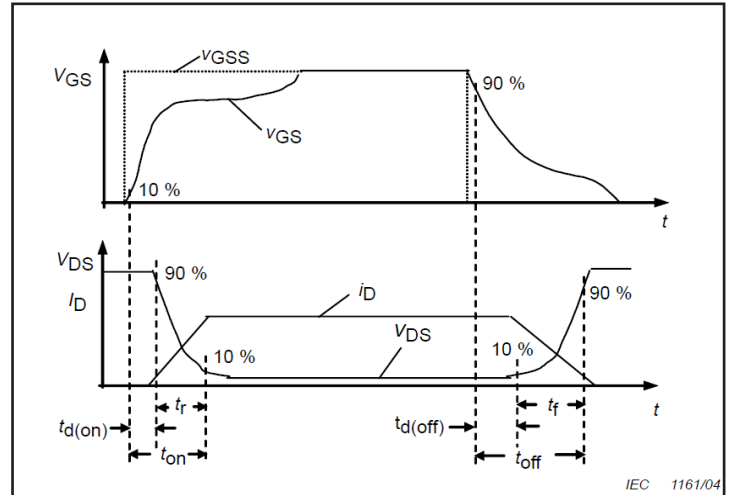 vGSS
VGS
90 %
vGS
10 %
t
VDS
90 %
ID
iD
90 %
VDS
10 %
10 %
tr
tf
t
td(on)
td(off)
ton
toff
IEC 1161/04